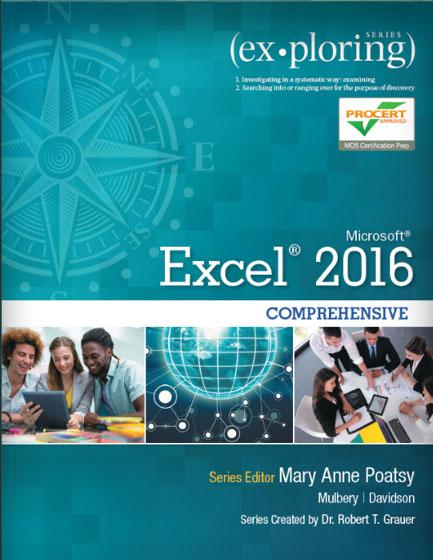 SERIES
(ex•ploring)
1. Investigating in a systematic way: examining
2. Searching into or ranging over for the purpose of discovery
PROCERT
APPROVED
MOS Certification Prep
N
NE
E
SE
Microsoft®
Excel® 2016
COMPREHENSIVE
Series Editor Mary Anne Poatsy
Mulbery | Davidson
Series Created by Dr. Robert T. Grauer